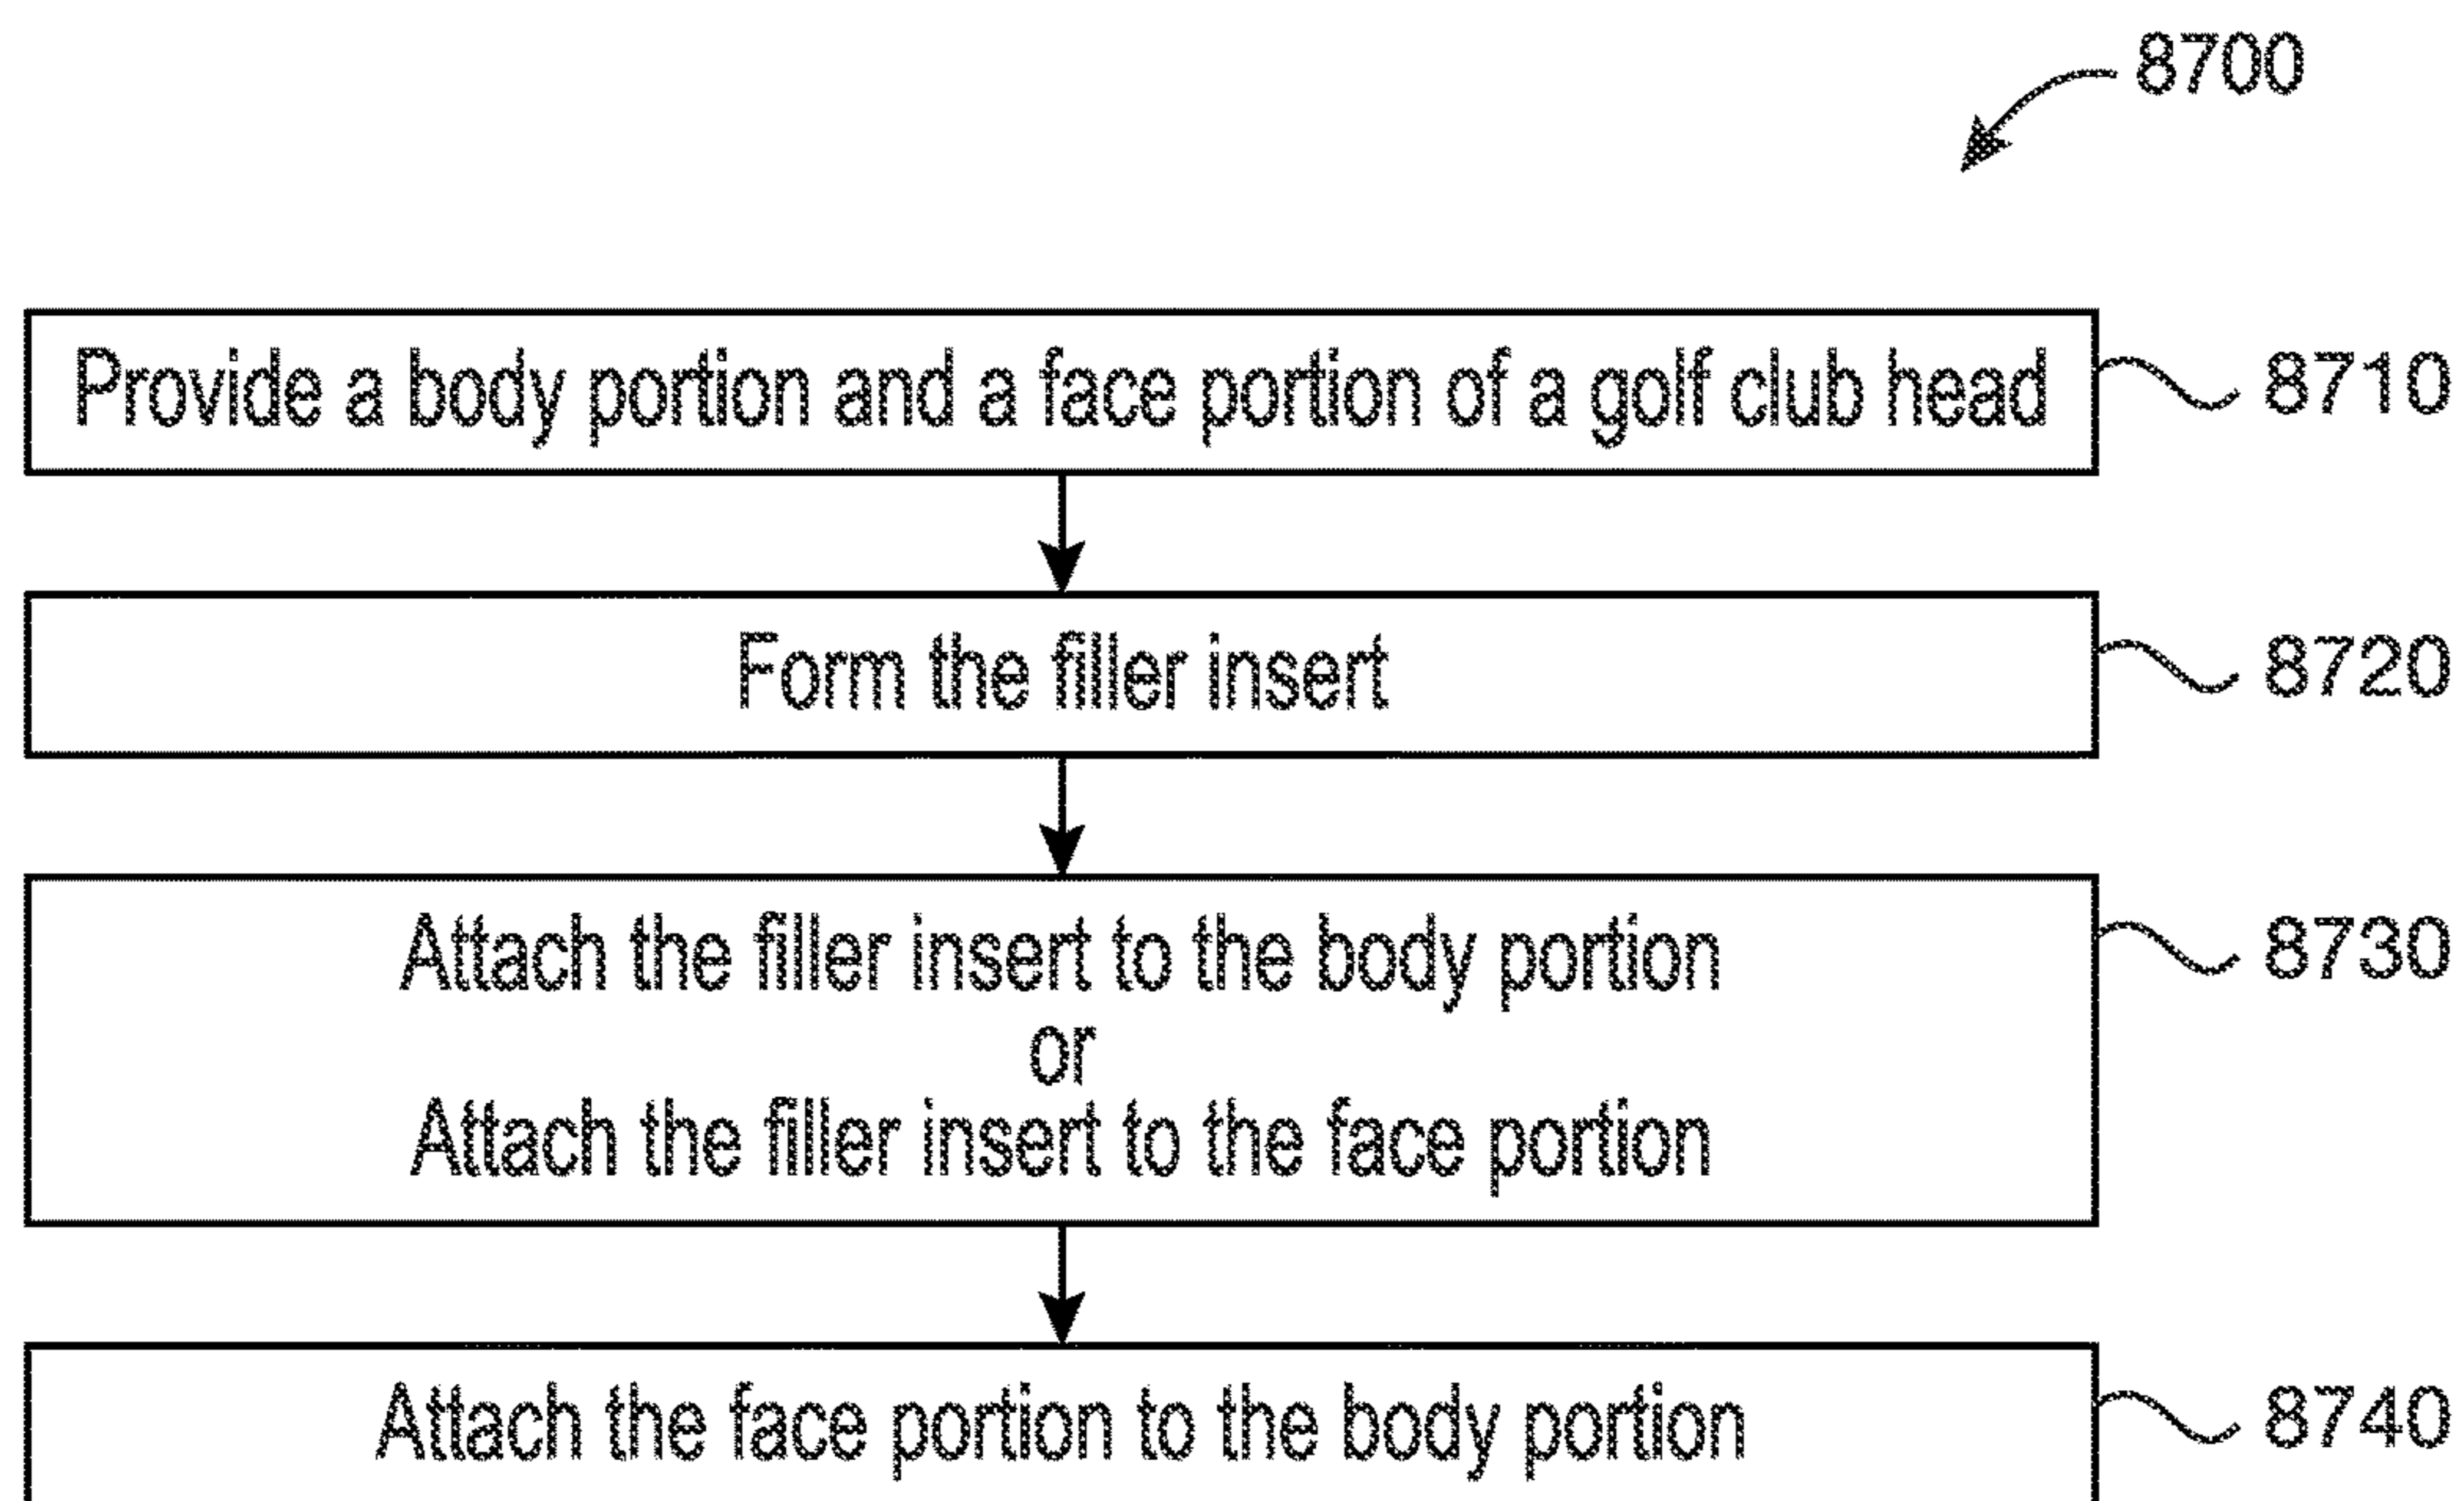 8700
Provide a body portion and a face portion of a golf club head
8710
Form the filler insert
8720
Attach the filler insert to the body portion
8730
or
Attach the filler insert to the face portion
Attach the face portion to the body portion
8740